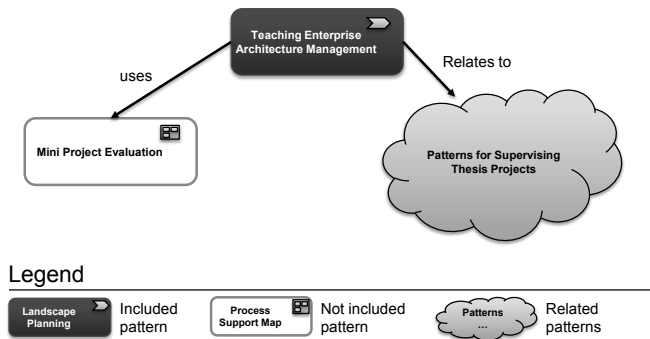 Teaching Enterprise
Architecture Management
uses
Relates to
Mini Project Evaluation
Patterns for Supervising
Thesis Projects
Legend
Landscape
Planning
Included
pattern
Process
Support Map
Not included
pattern
Patterns
...
Related
patterns